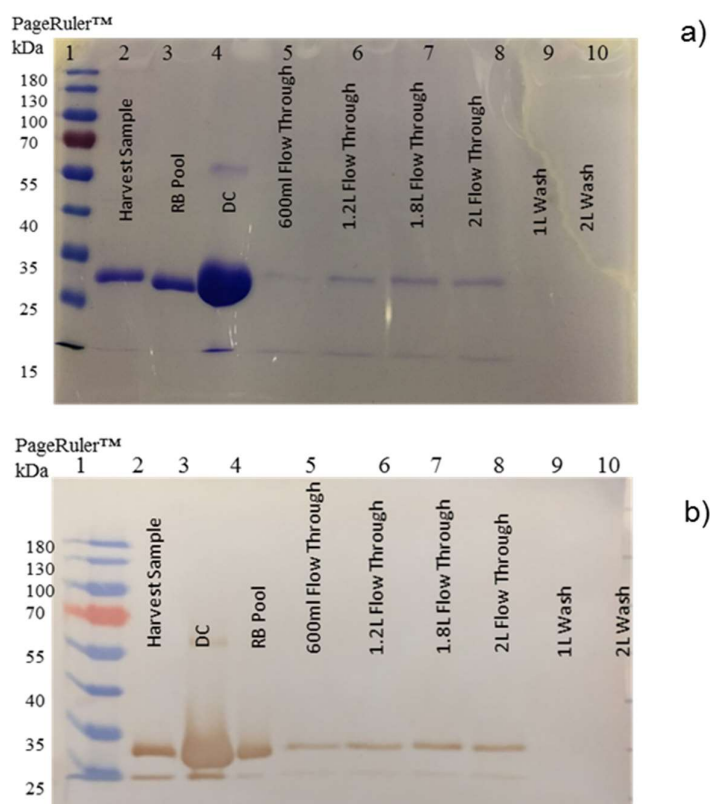 PageRuler™
kDa
a)
1 2 3 4 5 6 7 8 9 10
180
130
100
70
55
40
35
25
15
Harvest Sample
RB Pool
DC
600ml Flow Through
1.2L Flow Through
1.8L Flow Through
2L Flow Through
1L Wash
2L Wash
PageRuler™
kDa
b)
1 2 3 4 5 6 7 8 9 10
180
130
100
70
55
40
35
25
Harvest Sample
DC
RB Pool
600ml Flow Through
1.2L Flow Through
1.8L Flow Through
2L Flow Through
1L Wash
2L Wash